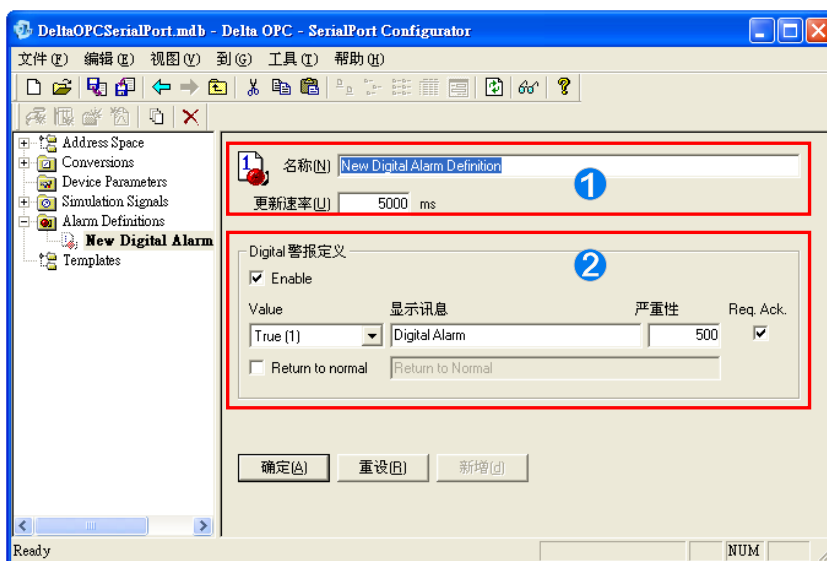 DeltaOPCSerialPort.mdb - Delta OPC - SerialPort Configurator
文件(F) 编辑(E) 视图(V) 到(G) 工具(T) 帮助(H)
Address Space
Conversions
Device Parameters
Simulation Signals
Alarm Definitions
New Digital Alarm
Templates
名称(N) New Digital Alarm Definition
1
更新速率(U) 5000 ms
Digital 警报定义
2
Enable
Value 显示讯息 严重性 Req. Ack.
True (1) Digital Alarm 500
Return to normal Return to Normal
确定(A) 重设(R) 新增(d)
Ready NUM